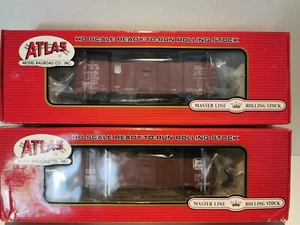 HO SCALE READY TO RUN ROLLING STOCK
ATLAS
MODEL RAILROAD CO., INC.
MASTER LINE ROLLING STOCK
HO SCALE READY TO RUN ROLLING STOCK
ATLAS
MODEL RAILROAD CO., INC.
MASTER LINE ROLLING STOCK